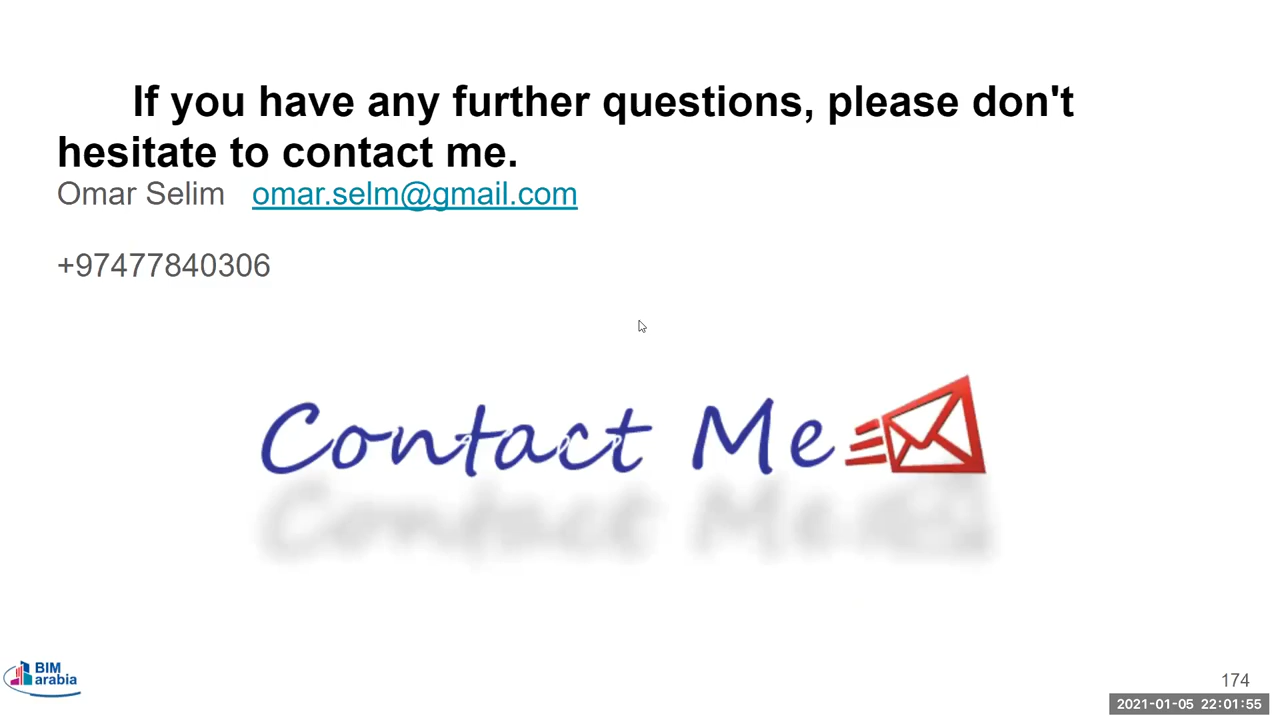 If you have any further questions, please don't
hesitate to contact me.
Omar Selim omar.selm@gmail.com
+97477840306
Contact Me
BIM
arabia
174
2021-01-05 22:01:55